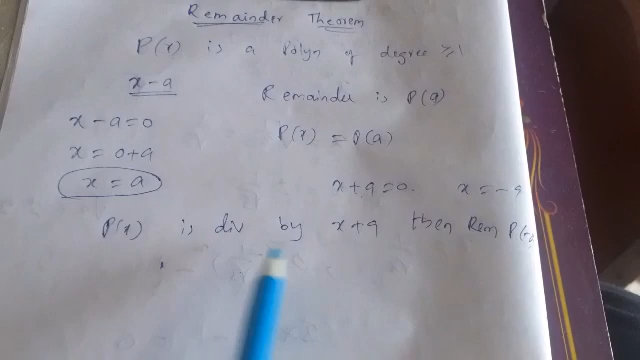 Remainder Theorem
P(x) is a Polyn of degree ≥1
x-a
Remainder is P(a)
x-a=0
P(x) = P(a)
x = 0+a
x = a
x+a=0. x=-a
P(x) is div by x+a then Rem